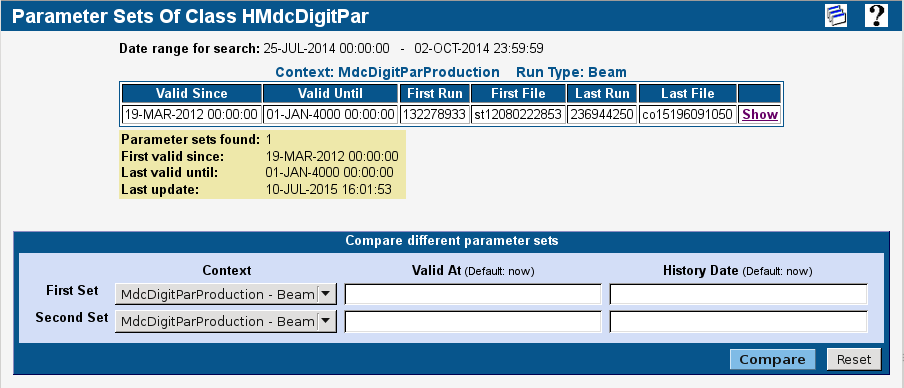 Parameter Sets Of Class HMdcDigitPar ?
Date range for search: 25-JUL-2014 00:00:00 - 02-OCT-2014 23:59:59
Context: MdcDigitParProduction Run Type: Beam
Valid Since Valid Until First Run First File Last Run Last File
19-MAR-2012 00:00:00 01-JAN-4000 00:00:00 132278933 st12080222853 236944250 co15196091050 Show
Parameter sets found: 1
First valid since: 19-MAR-2012 00:00:00
Last valid until: 01-JAN-4000 00:00:00
Last update: 10-JUL-2015 16:01:53
Compare different parameter sets
Context Valid At (Default: now) History Date (Default: now)
First Set MdcDigitParProduction - Beam
Second Set MdcDigitParProduction - Beam
Compare Reset